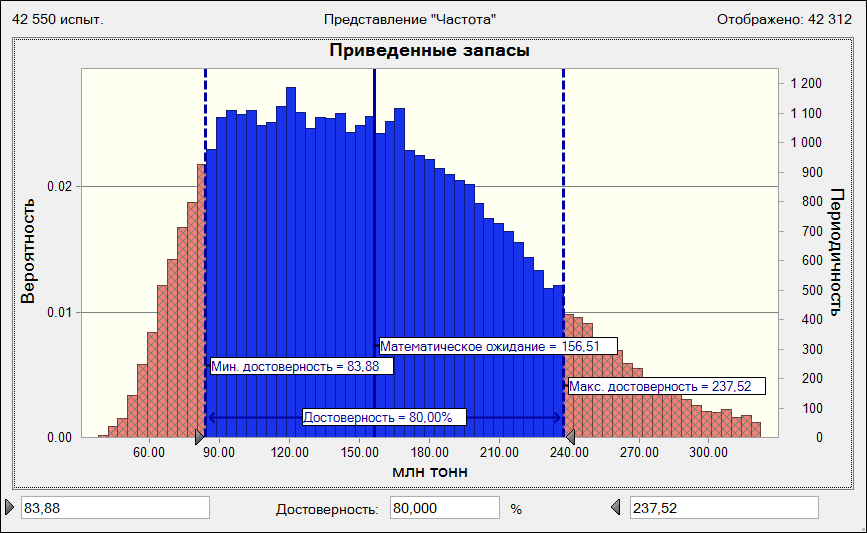 42 550 испыт. Представление "Частота" Отображено: 42 312
Приведенные запасы
1 200
1 100
1 000
900
0.02
800
700
600
500
0.01
400
300
200
100
0.00
0
Вероятность
Периодичность
Математическое ожидание = 156,51
Мин. достоверность = 83,88
Макс. достоверность = 237,52
Достоверность = 80,00%
60.00 90.00 120.00 150.00 180.00 210.00 240.00 270.00 300.00
млн тонн
83,88 Достоверность: 80,000 % 237,52